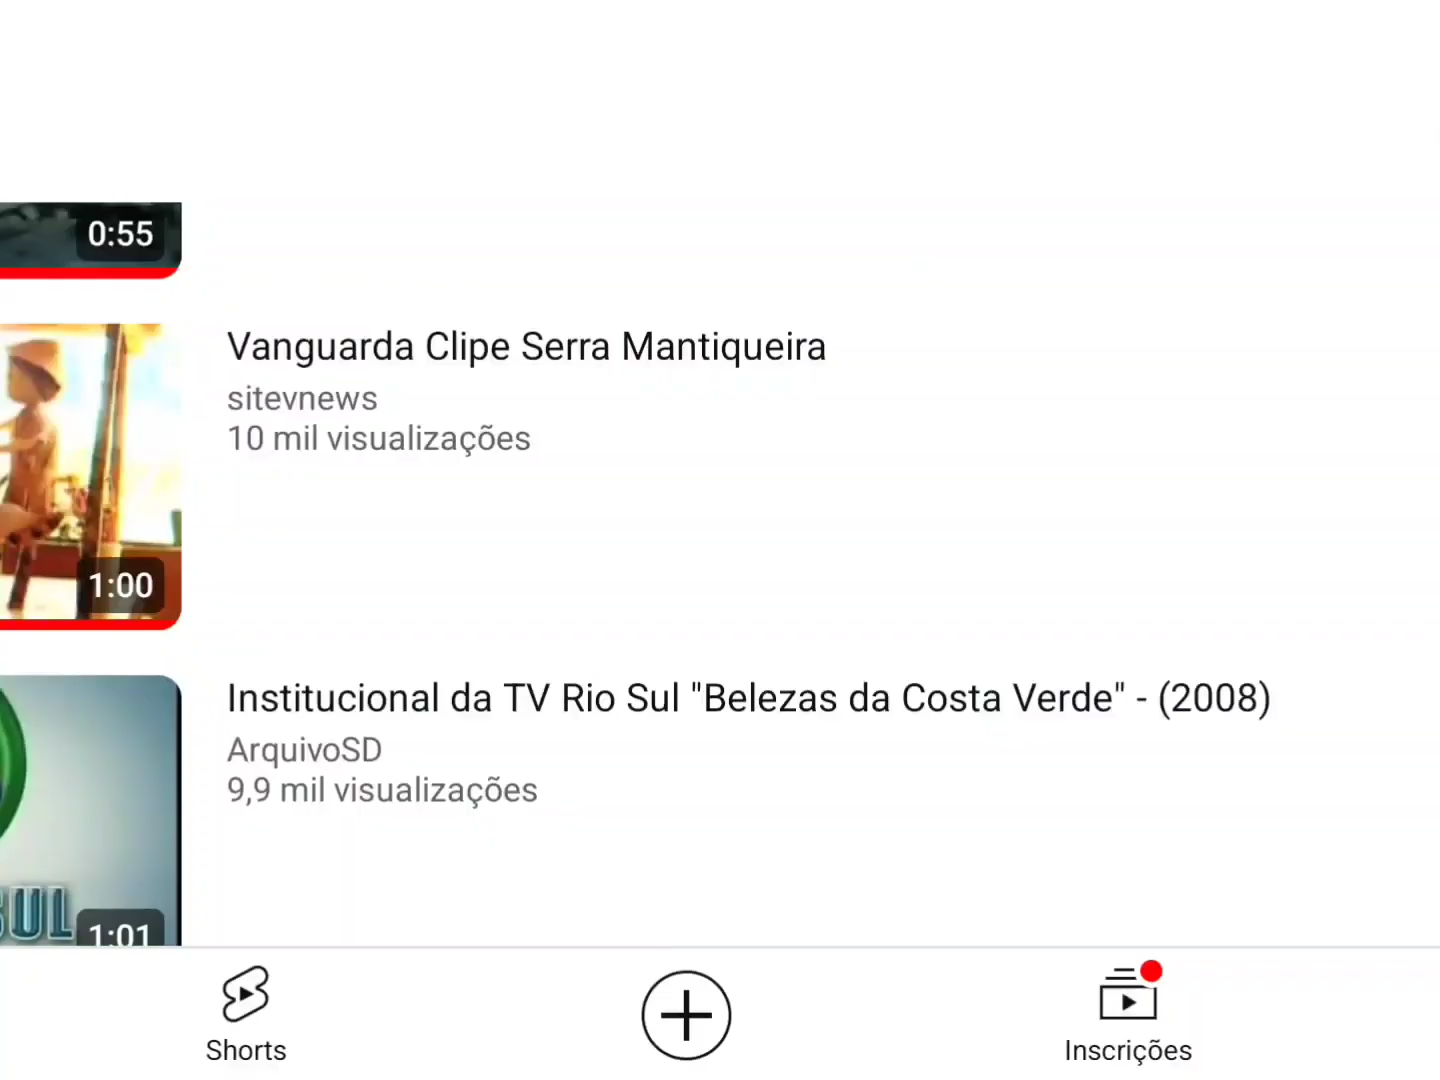 0:55
Vanguarda Clipe Serra Mantiqueira
sitevnews
10 mil visualizações
1:00
Institucional da TV Rio Sul "Belezas da Costa Verde" - (2008)
ArquivoSD
9,9 mil visualizações
SUL
1:01
Shorts
Inscrições